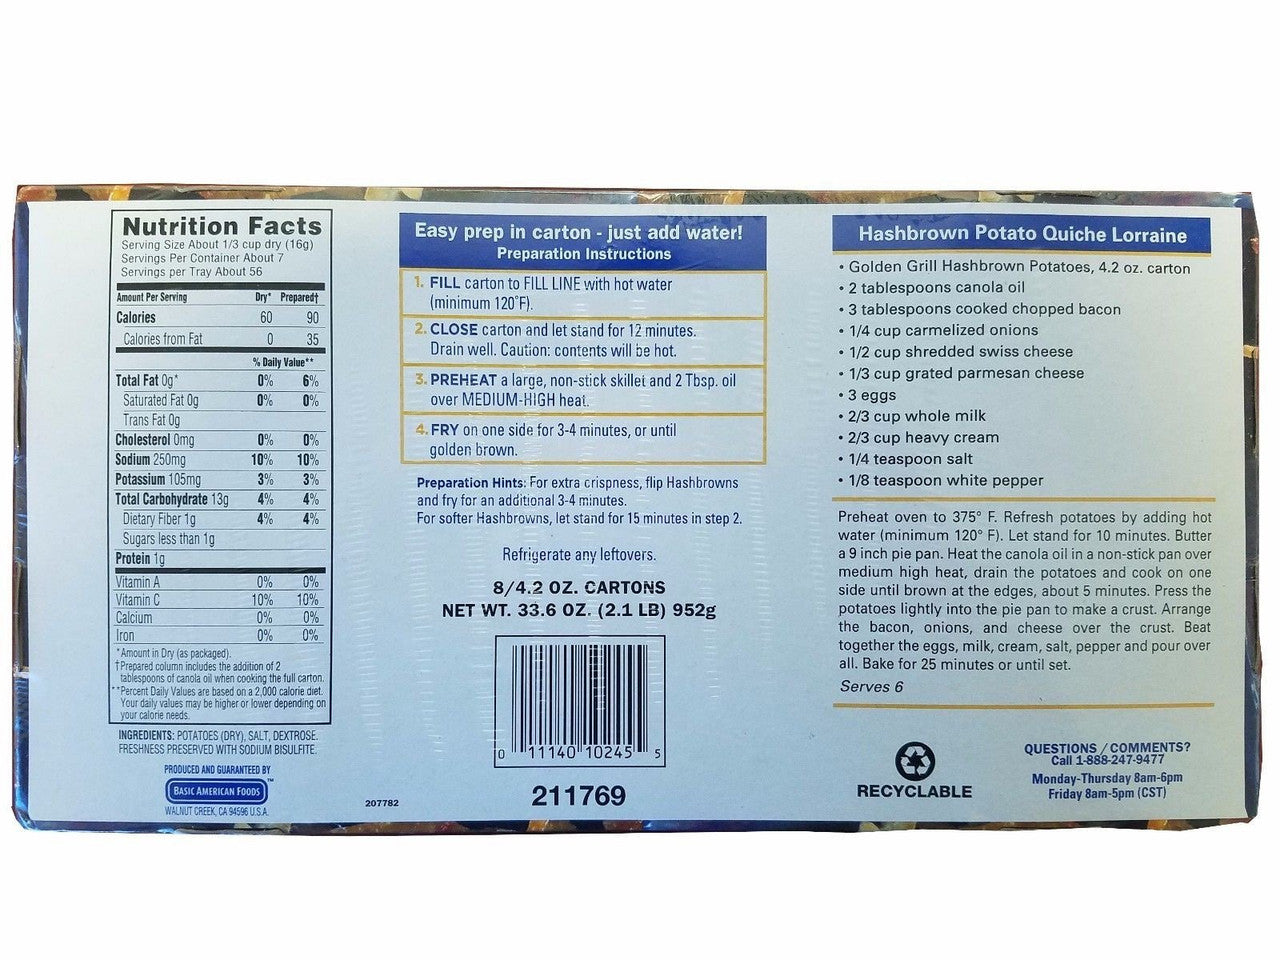 Nutrition Facts
Serving Size About 1/3 cup dry (16g)
Servings Per Container About 7
Servings per Tray About 56
Amount Per Serving Dry* Prepared†
Calories 60 90
Calories from Fat 0 35
% Daily Value**
Total Fat 0g* 0% 6%
Saturated Fat 0g 0% 0%
Trans Fat 0g
Cholesterol 0mg 0% 0%
Sodium 250mg 10% 10%
Potassium 105mg 3% 3%
Total Carbohydrate 13g 4% 4%
Dietary Fiber 1g 4% 4%
Sugars less than 1g
Protein 1g
Vitamin A 0% 0%
Vitamin C 10% 10%
Calcium 0% 0%
Iron 0% 0%
*Amount in Dry (as packaged).
†Prepared column includes the addition of 2
tablespoons of canola oil when cooking the full carton.
**Percent Daily Values are based on a 2,000 calorie diet.
Your daily values may be higher or lower depending on
your calorie needs.
INGREDIENTS: POTATOES (DRY), SALT, DEXTROSE.
FRESHNESS PRESERVED WITH SODIUM BISULFITE.
PRODUCED AND GUARANTEED BY
BASIC AMERICAN FOODS™
WALNUT CREEK, CA 94596 U.S.A.
207782
Easy prep in carton - just add water!
Preparation Instructions
1. FILL carton to FILL LINE with hot water
(minimum 120°F).
2. CLOSE carton and let stand for 12 minutes.
Drain well. Caution: contents will be hot.
3. PREHEAT a large, non-stick skillet and 2 Tbsp. oil
over MEDIUM-HIGH heat.
4. FRY on one side for 3-4 minutes, or until
golden brown.
Preparation Hints: For extra crispness, flip Hashbrowns
and fry for an additional 3-4 minutes.
For softer Hashbrowns, let stand for 15 minutes in step 2.
Refrigerate any leftovers.
8/4.2 OZ. CARTONS
NET WT. 33.6 OZ. (2.1 LB) 952g
0 11140 10245 5
211769
Hashbrown Potato Quiche Lorraine
• Golden Grill Hashbrown Potatoes, 4.2 oz. carton
• 2 tablespoons canola oil
• 3 tablespoons cooked chopped bacon
• 1/4 cup carmelized onions
• 1/2 cup shredded swiss cheese
• 1/3 cup grated parmesan cheese
• 3 eggs
• 2/3 cup whole milk
• 2/3 cup heavy cream
• 1/4 teaspoon salt
• 1/8 teaspoon white pepper
Preheat oven to 375° F. Refresh potatoes by adding hot
water (minimum 120° F). Let stand for 10 minutes. Butter
a 9 inch pie pan. Heat the canola oil in a non-stick pan over
medium high heat, drain the potatoes and cook on one
side until brown at the edges, about 5 minutes. Press the
potatoes lightly into the pie pan to make a crust. Arrange
the bacon, onions, and cheese over the crust. Beat
together the eggs, milk, cream, salt, pepper and pour over
all. Bake for 25 minutes or until set.
Serves 6
RECYCLABLE
QUESTIONS/COMMENTS?
Call 1-888-247-9477
Monday-Thursday 8am-6pm
Friday 8am-5pm (CST)